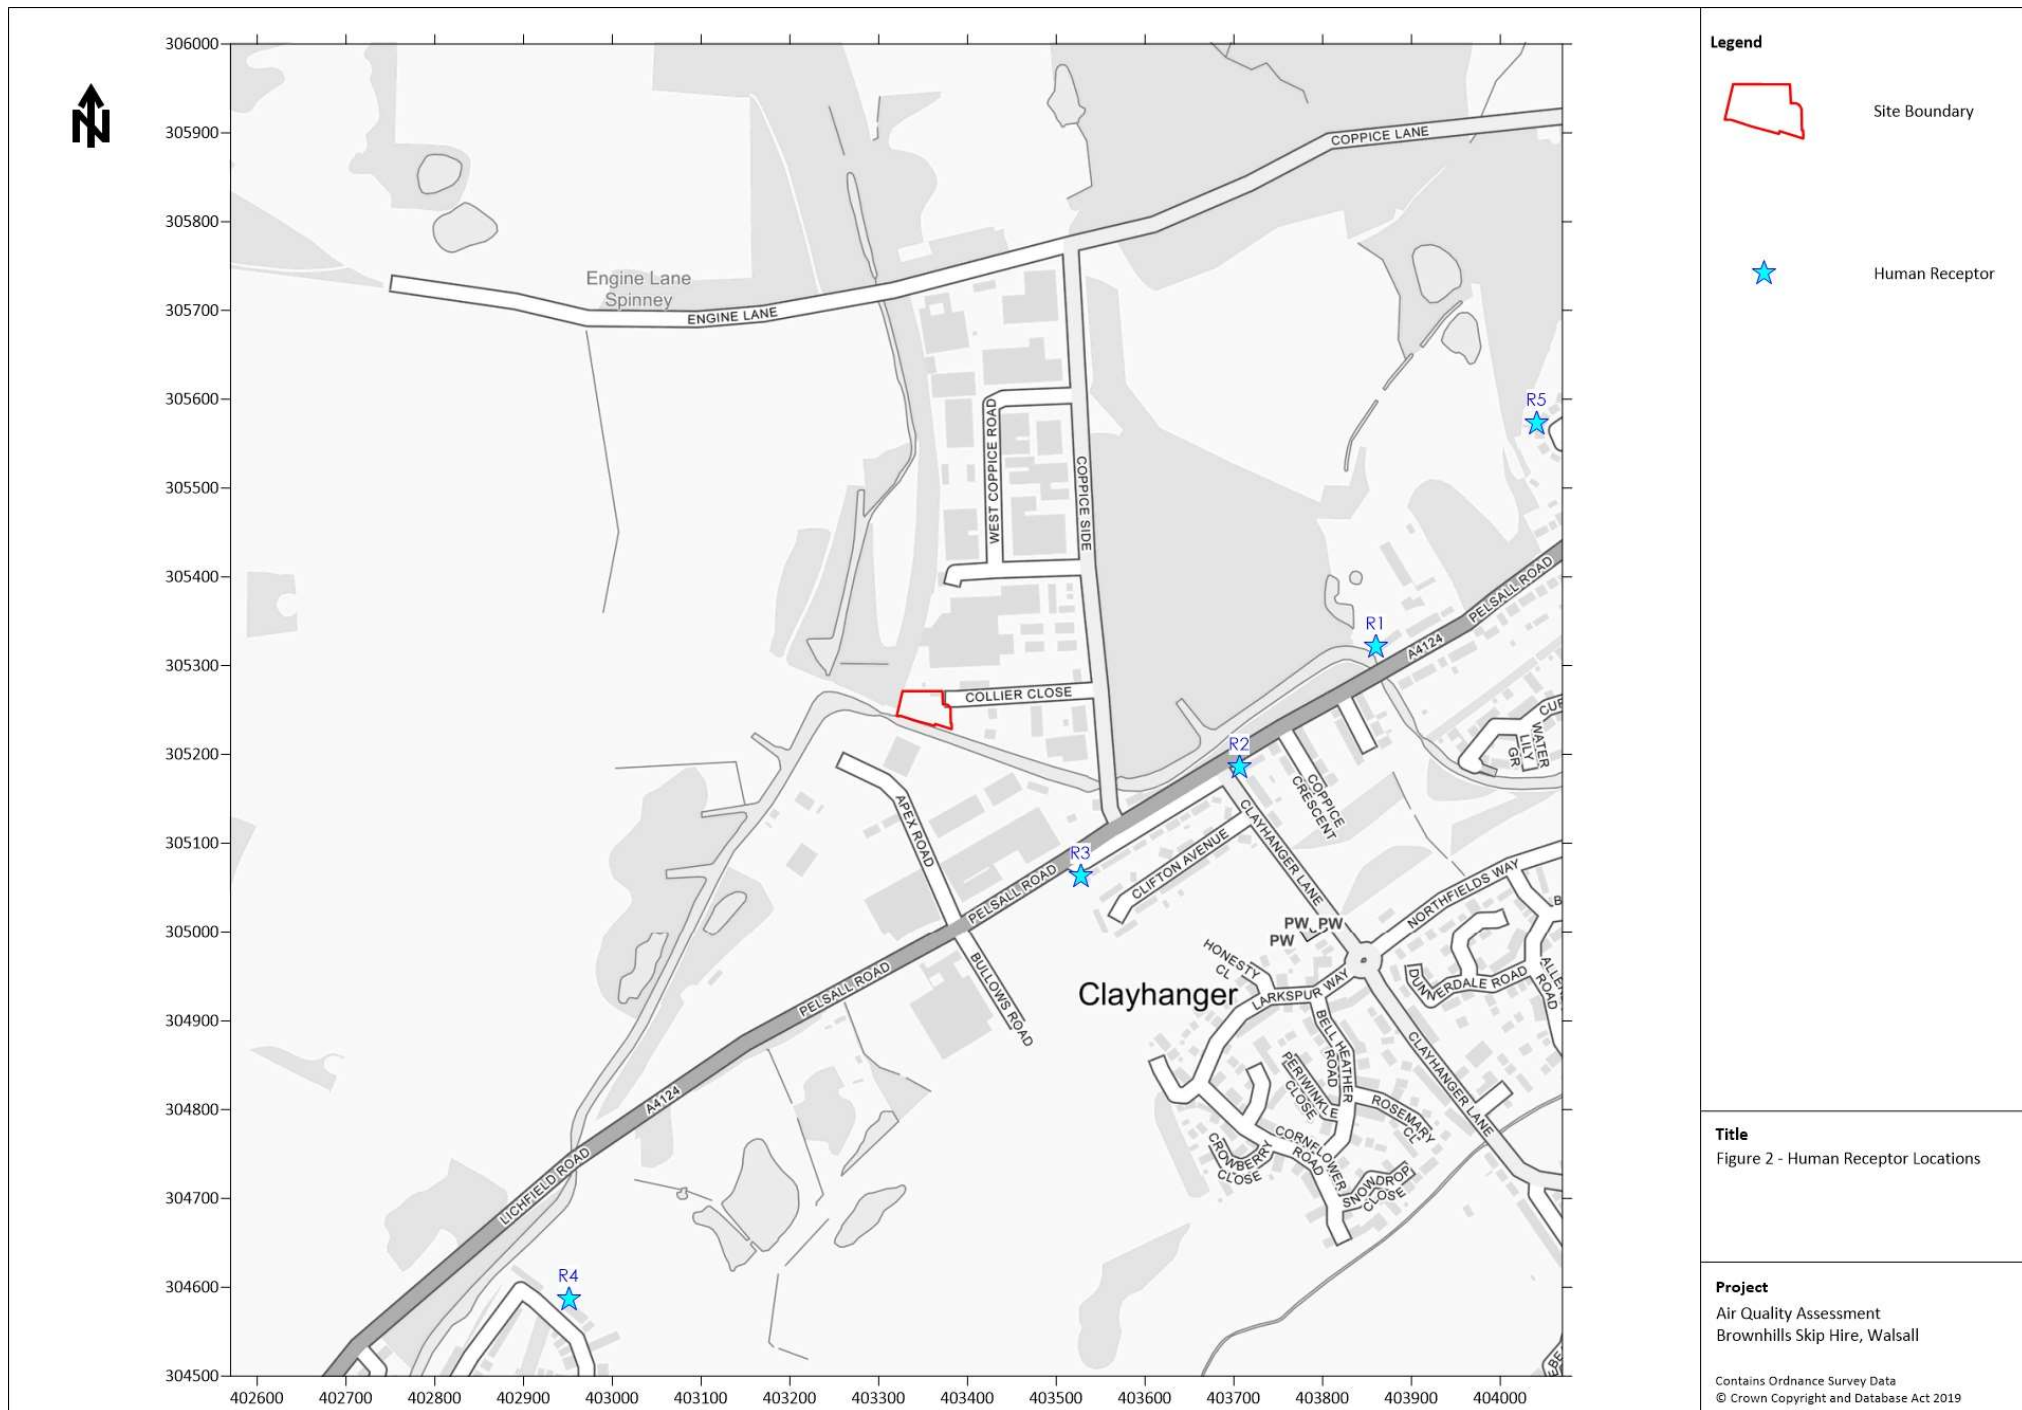 N
306000
305900
305800
305700
305600
305500
305400
305300
305200
305100
305000
304900
304800
304700
304600
304500
402600
402700
402800
402900
403000
403100
403200
403300
403400
403500
403600
403700
403800
403900
404000
COPPICE LANE
Engine Lane
Spinney
ENGINE LANE
WEST COPPICE ROAD
COPPICE SIDE
R5
R1
A4124
PELSALL ROAD
COLLIER CLOSE
R2
COPPICE
CRESCENT
WATER
LILY
GR
APEX ROAD
R3
PELSALL ROAD
CLIFTON AVENUE
CLAYHANGER LANE
NORTHFIELDS WAY
PW
PW
PW
HONESTY
CL
LARKSPUR WAY
DUNNERDALE ROAD
ROAD
Clayhanger
BULLOWS ROAD
PELSALL ROAD
BELL HEATHER
ROAD
PERIWINKLE
CLOSE
ROSEMARY
CL
CLAYHANGER LANE
A4124
CROWBERRY
CLOSE
CORNFLOWER
ROAD
SNOWDROP
CLOSE
LICHFIELD ROAD
R4
Legend
Site Boundary
Human Receptor
Title
Figure 2 - Human Receptor Locations
Project
Air Quality Assessment
Brownhills Skip Hire, Walsall
Contains Ordnance Survey Data
© Crown Copyright and Database Act 2019